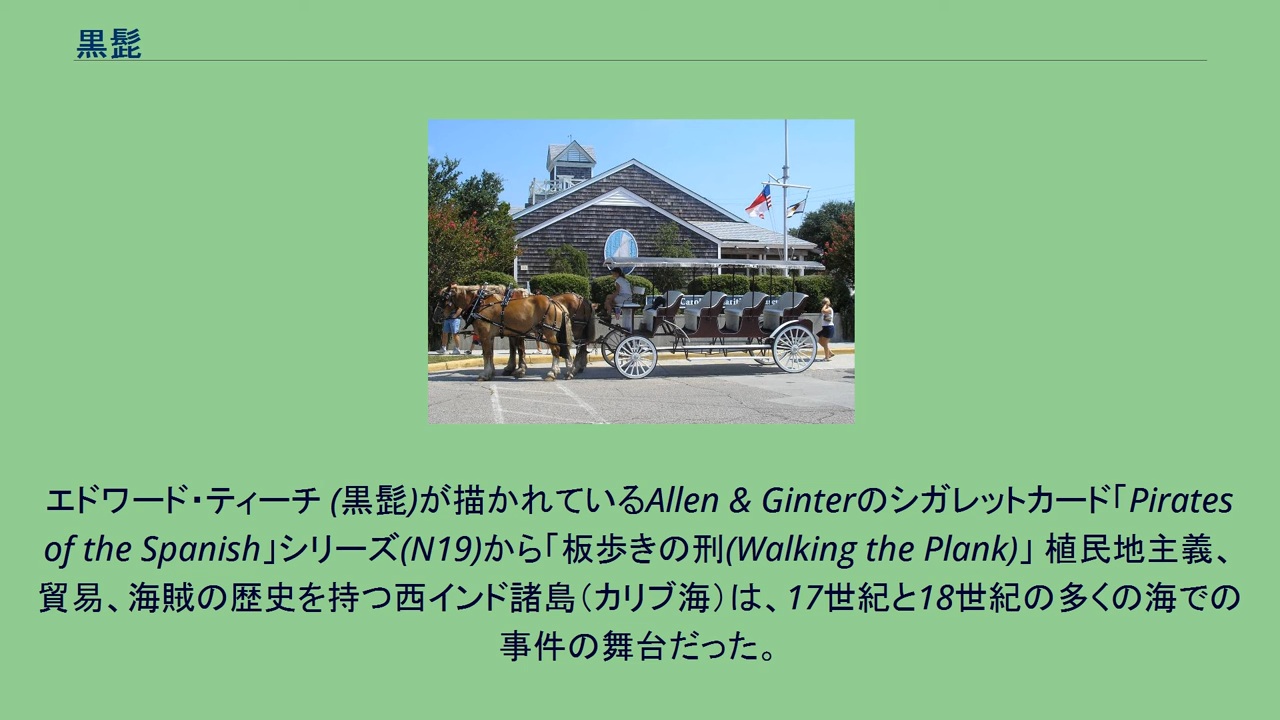 黒髭
エドワード・ティーチ (黒髭)が描かれているAllen & Ginterのシガレットカード「Pirates
of the Spanish」シリーズ(N19)から「板歩きの刑(Walking the Plank)」 植民地主義、
貿易、海賊の歴史を持つ西インド諸島（カリブ海）は、17世紀と18世紀の多くの海での
事件の舞台だった。